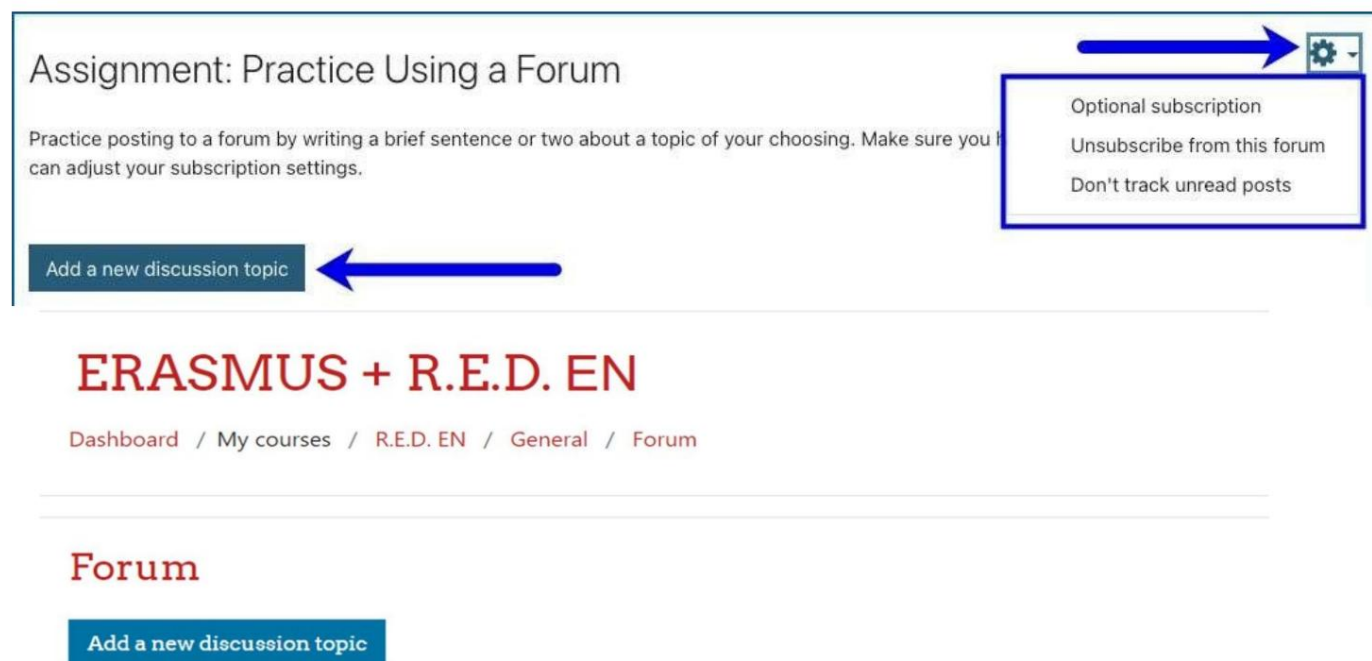 Assignment: Practice Using a Forum
Practice posting to a forum by writing a brief sentence or two about a topic of your choosing. Make sure you
can adjust your subscription settings.
Optional subscription
Unsubscribe from this forum
Don't track unread posts
Add a new discussion topic
ERASMUS + R.E.D. EN
Dashboard / My courses / R.E.D. EN / General / Forum
Forum
Add a new discussion topic